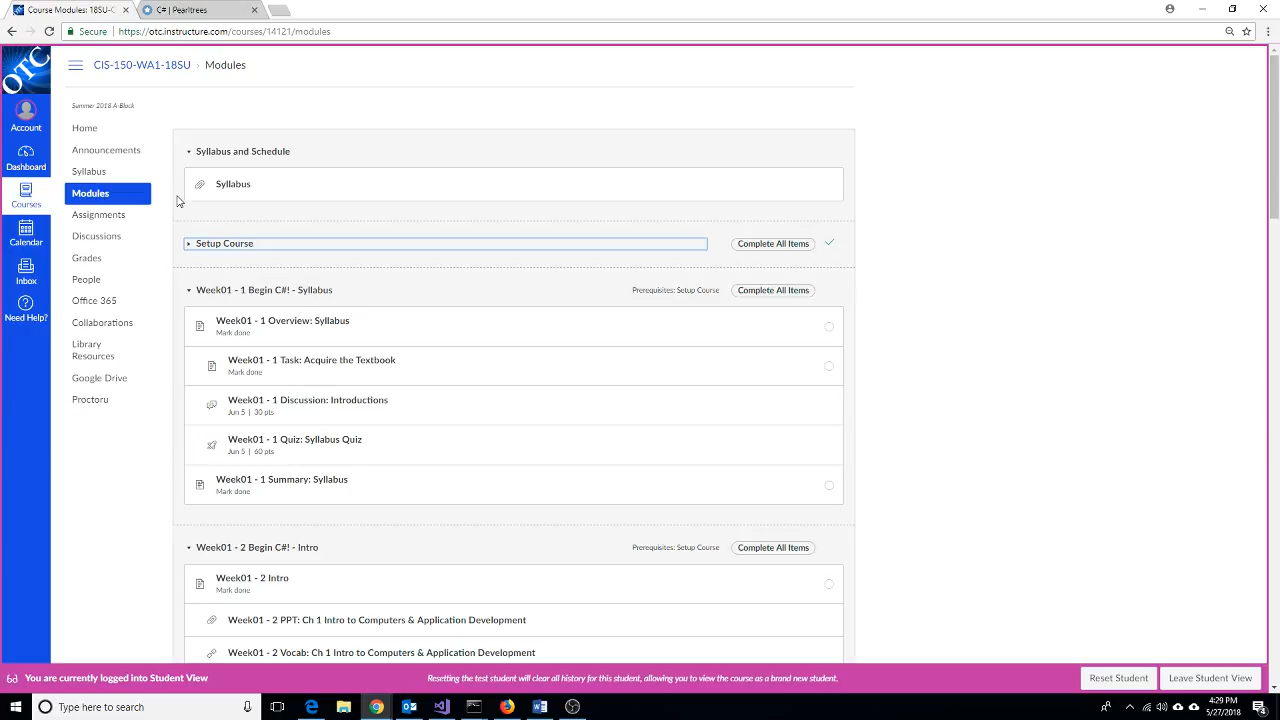 Course Modules: 18SU-C
C# | Pearltrees
Secure
https://otc.instructure.com/courses/14121/modules
OTC
CIS-150-WA1-18SU › Modules
Summer 2018 A-Block
Account
Dashboard
Courses
Calendar
Inbox
Need Help?
Home
Announcements
Syllabus
Modules
Assignments
Discussions
Grades
People
Office 365
Collaborations
Library
Resources
Google Drive
Proctoru
Syllabus and Schedule
Syllabus
Setup Course
Complete All Items
Week01 - 1 Begin C#! - Syllabus
Prerequisites: Setup Course
Complete All Items
Week01 - 1 Overview: Syllabus
Mark done
Week01 - 1 Task: Acquire the Textbook
Mark done
Week01 - 1 Discussion: Introductions
Jun 5 | 30 pts
Week01 - 1 Quiz: Syllabus Quiz
Jun 5 | 60 pts
Week01 - 1 Summary: Syllabus
Mark done
Week01 - 2 Begin C#! - Intro
Prerequisites: Setup Course
Complete All Items
Week01 - 2 Intro
Mark done
Week01 - 2 PPT: Ch 1 Intro to Computers & Application Development
Week01 - 2 Vocab: Ch 1 Intro to Computers & Application Development
You are currently logged into Student View
Resetting the test student will clear all history for this student, allowing you to view the course as a brand new student.
Reset Student
Leave Student View
Type here to search
4:29 PM
5/27/2018